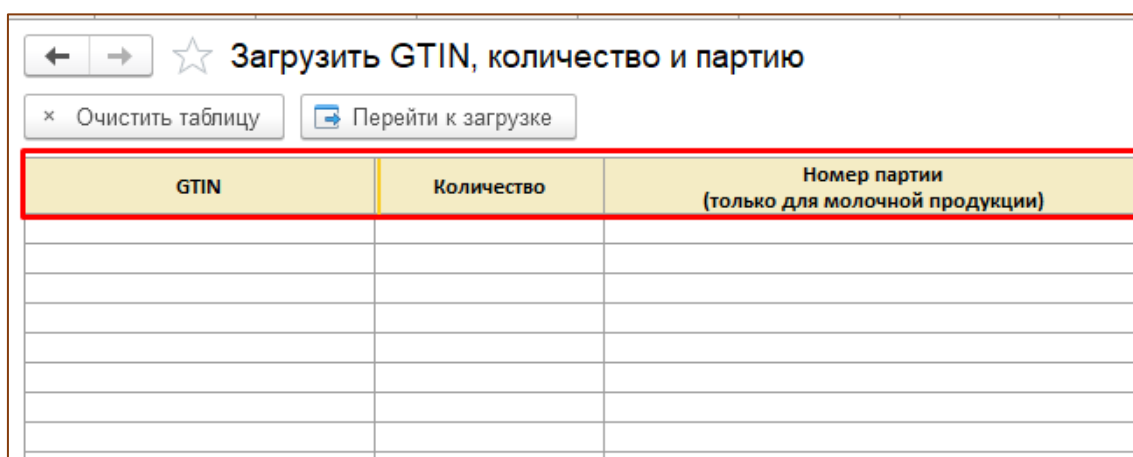 Загрузить GTIN, количество и партию
× Очистить таблицу Перейти к загрузке
GTIN Количество Номер партии
(только для молочной продукции)